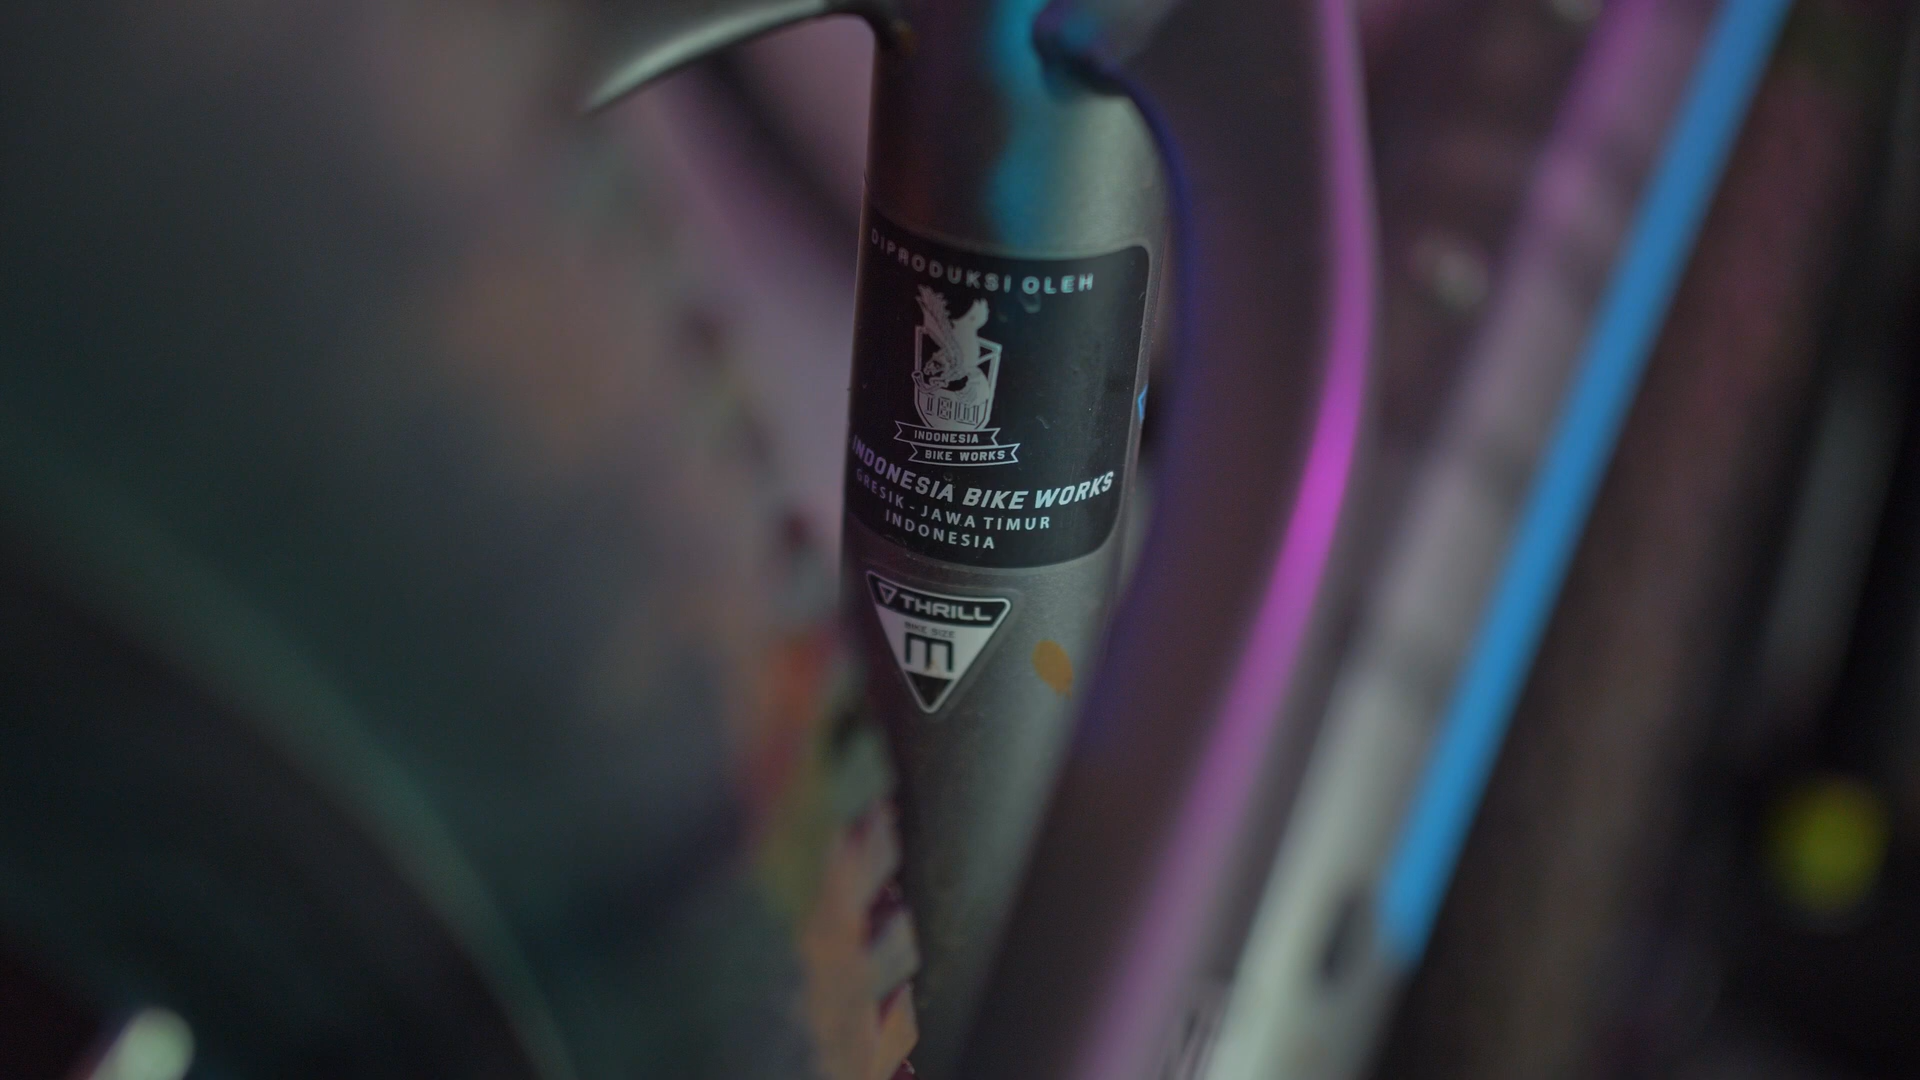 DIPRODUKSI OLEH
INDONESIA
BIKE WORKS
INDONESIA BIKE WORKS
GRESIK - JAWA TIMUR
INDONESIA
THRILL
BIKE SIZE
M